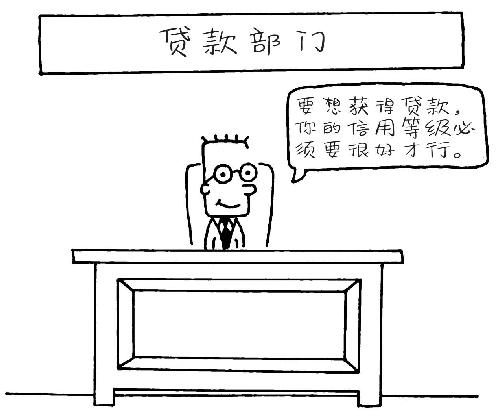 贷款部门
要想获得贷款，
你的信用等级必
须要很好才行。